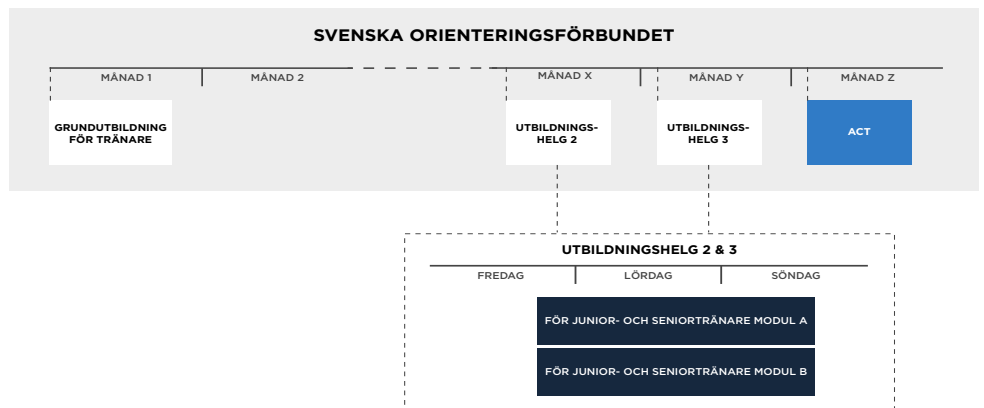 SVENSKA ORIENTERINGSFÖRBUNDET
MÅNAD 1
MÅNAD 2
MÅNAD X
MÅNAD Y
MÅNAD Z
GRUNDUTBILDNING
FÖR TRÄNARE
UTBILDNINGS-
HELG 2
UTBILDNINGS-
HELG 3
ACT
UTBILDNINGSHELG 2 & 3
FREDAG
LÖRDAG
SÖNDAG
FÖR JUNIOR- OCH SENIORTRÄNARE MODUL A
FÖR JUNIOR- OCH SENIORTRÄNARE MODUL B